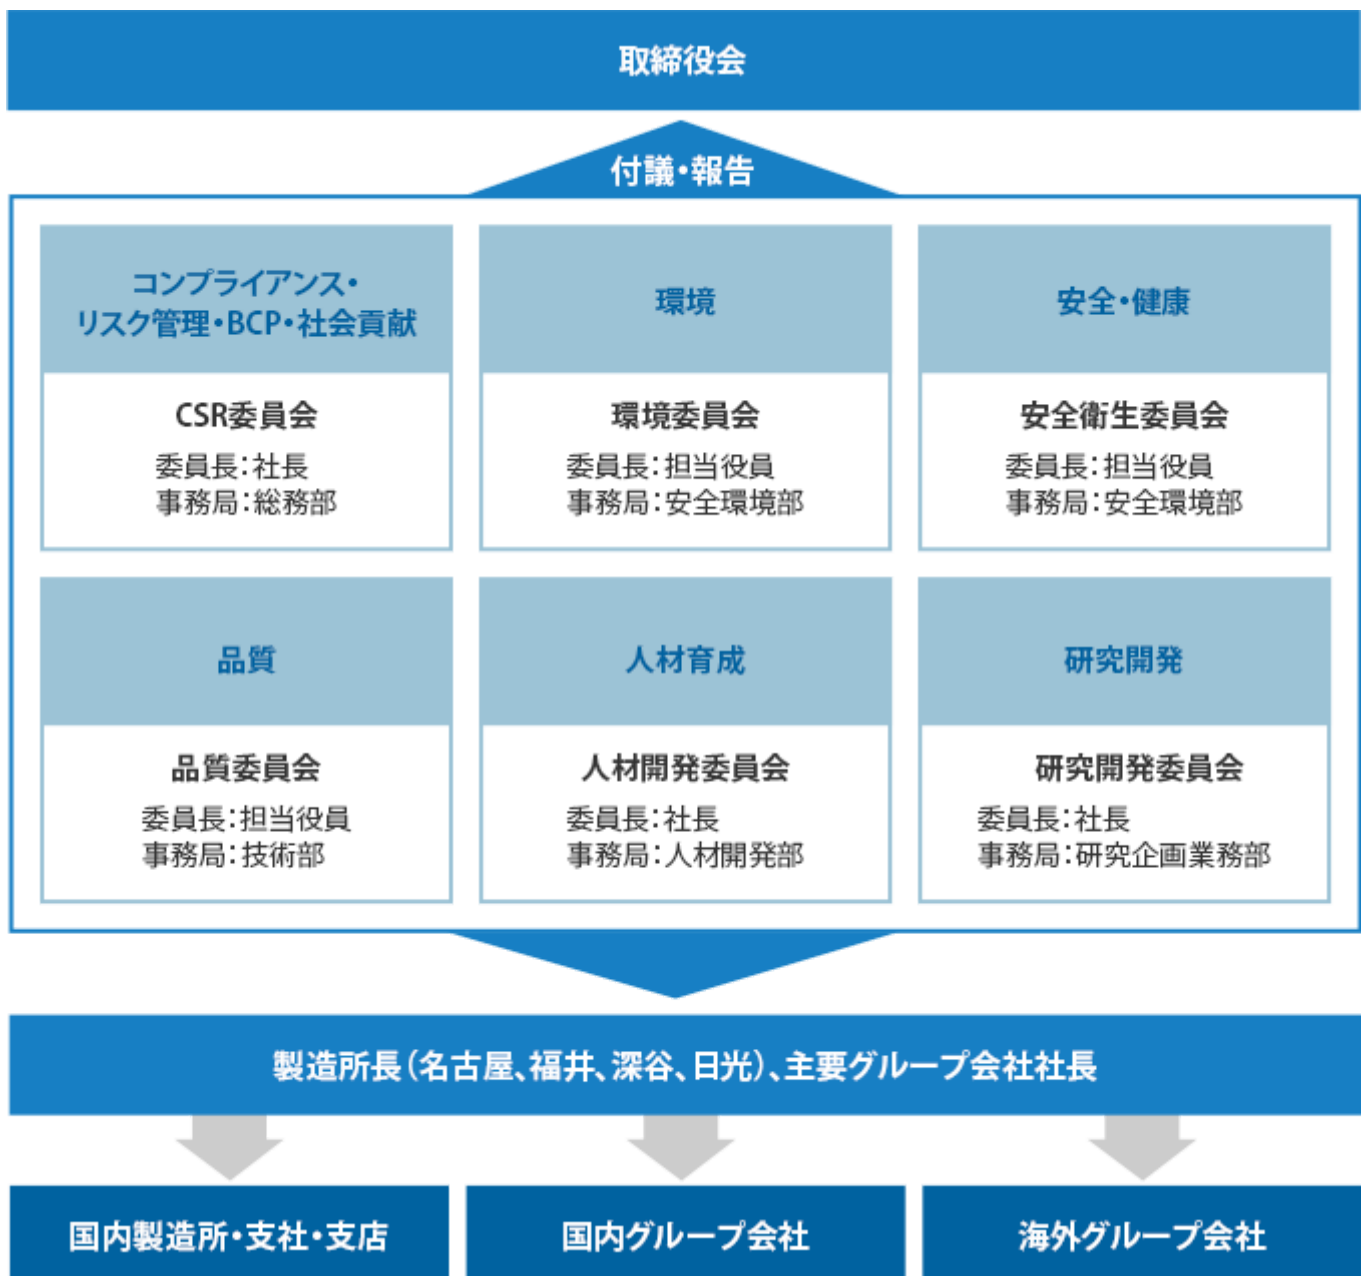 取締役会
付議・報告
コンプライアンス・
リスク管理・BCP・社会貢献
CSR委員会
委員長：社長
事務局：総務部
環境
環境委員会
委員長：担当役員
事務局：安全環境部
安全・健康
安全衛生委員会
委員長：担当役員
事務局：安全環境部
品質
品質委員会
委員長：担当役員
事務局：技術部
人材育成
人材開発委員会
委員長：社長
事務局：人材開発部
研究開発
研究開発委員会
委員長：社長
事務局：研究企画業務部
製造所長（名古屋、福井、深谷、日光）、主要グループ会社社長
国内製造所・支社・支店
国内グループ会社
海外グループ会社